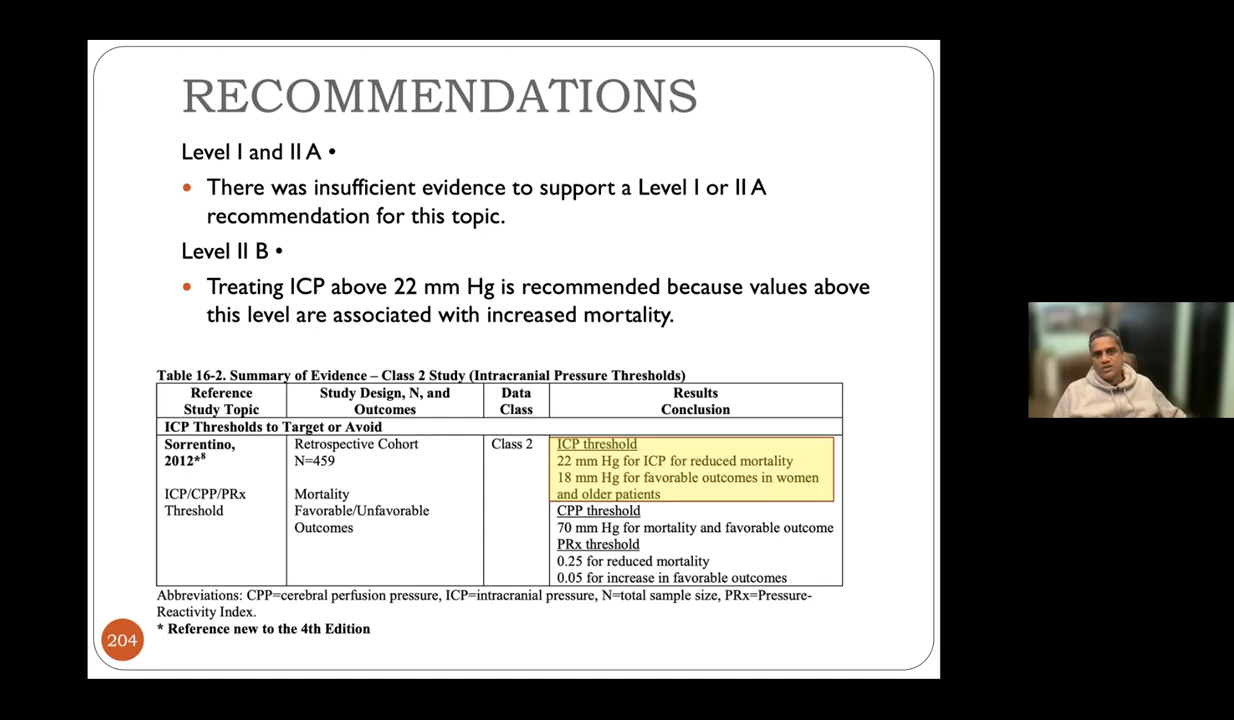 RECOMMENDATIONS
Level I and II A •
• There was insufficient evidence to support a Level I or II A
recommendation for this topic.
Level II B •
• Treating ICP above 22 mm Hg is recommended because values above
this level are associated with increased mortality.
Table 16-2. Summary of Evidence – Class 2 Study (Intracranial Pressure Thresholds)
Reference
Study Topic
Study Design, N, and
Outcomes
Data
Class
Results
Conclusion
ICP Thresholds to Target or Avoid
Sorrentino,
2012*8
ICP/CPP/PRx
Threshold
Retrospective Cohort
N=459
Mortality
Favorable/Unfavorable
Outcomes
Class 2
ICP threshold
22 mm Hg for ICP for reduced mortality
18 mm Hg for favorable outcomes in women
and older patients
CPP threshold
70 mm Hg for mortality and favorable outcome
PRx threshold
0.25 for reduced mortality
0.05 for increase in favorable outcomes
Abbreviations: CPP=cerebral perfusion pressure, ICP=intracranial pressure, N=total sample size, PRx=Pressure-
Reactivity Index.
* Reference new to the 4th Edition
204